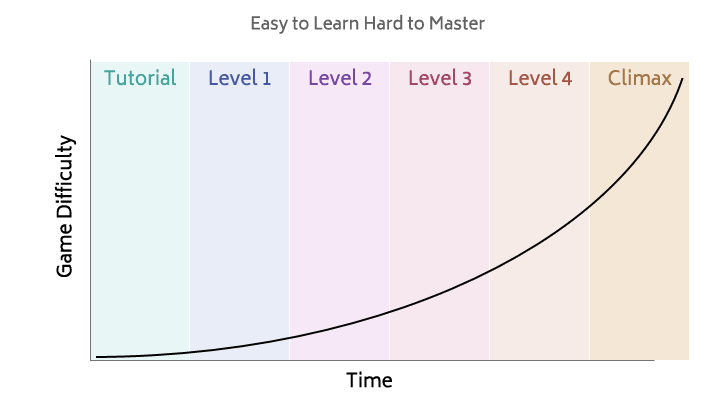 Easy to Learn Hard to Master
Tutorial
Level 1
Level 2
Level 3
Level 4
Climax
Game Difficulty
Time